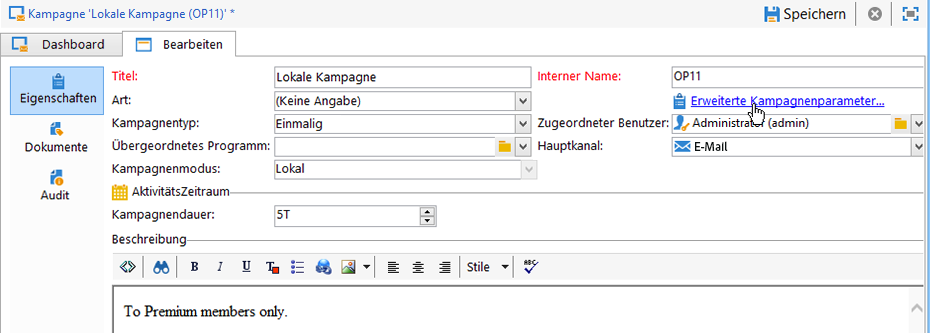 Kampagne 'Lokale Kampagne (OP11)' * Speichern
Dashboard Bearbeiten
Eigenschaften
Dokumente
Audit
Titel: Lokale Kampagne Interner Name: OP11
Art: (Keine Angabe) Erweiterte Kampagnenparameter...
Kampagnentyp: Einmalig Zugeordneter Benutzer: Administrator (admin)
Übergeordnetes Programm: Hauptkanal: E-Mail
Kampagnenmodus: Lokal
AktivitätsZeitraum
Kampagnendauer: 5T
Beschreibung
B I U T Stile ABC
To Premium members only.